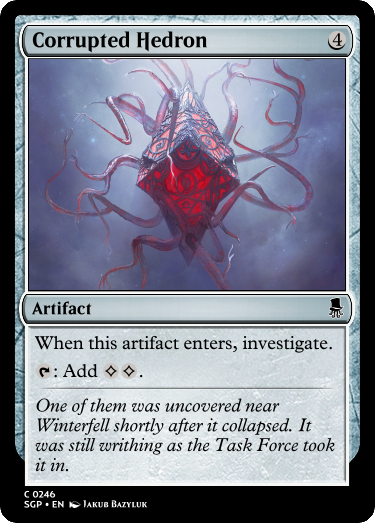 Corrupted Hedron
4
Artifact
When this artifact enters, investigate.
: Add .
One of them was uncovered near
Winterfell shortly after it collapsed. It
was still writhing as the Task Force took
it in.
C 0246
SGP • EN Jakub Bazyluk